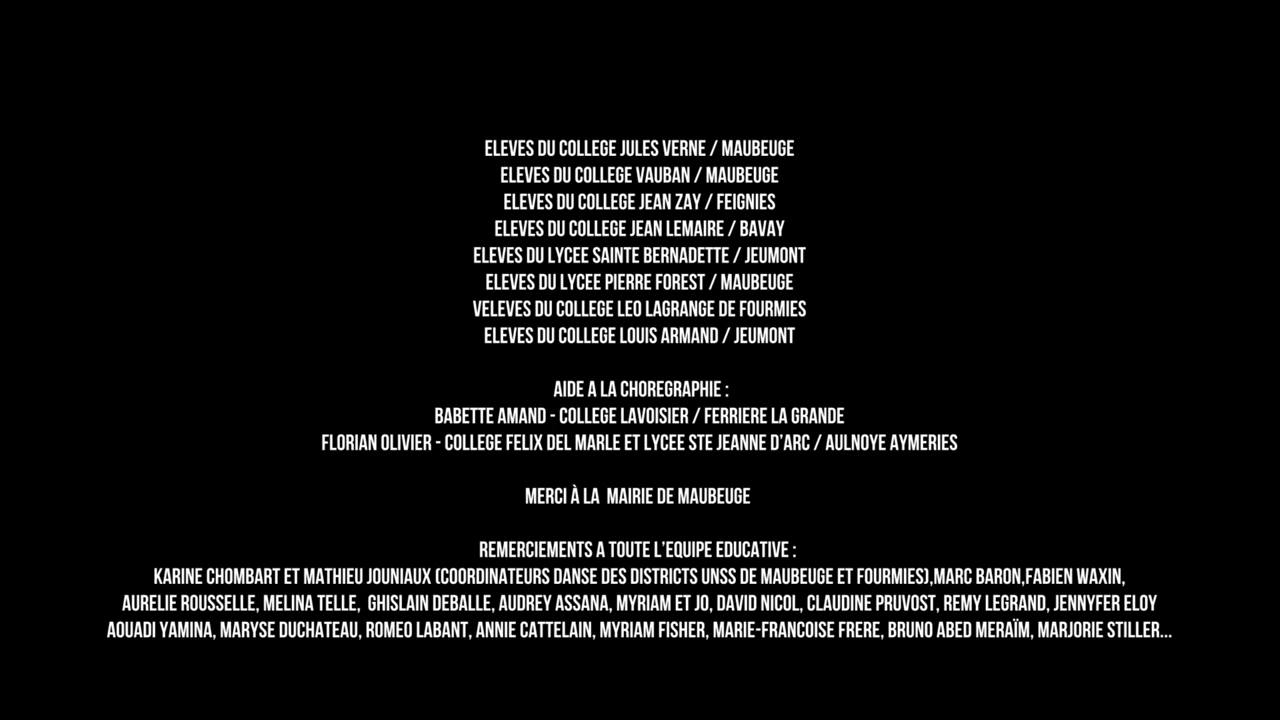 ELEVES DU COLLEGE JULES VERNE / MAUBEUGE
ELEVES DU COLLEGE VAUBAN / MAUBEUGE
ELEVES DU COLLEGE JEAN ZAY / FEIGNIES
ELEVES DU COLLEGE JEAN LEMAIRE / BAVAY
ELEVES DU LYCEE SAINTE BERNADETTE / JEUMONT
ELEVES DU LYCEE PIERRE FOREST / MAUBEUGE
VELEVES DU COLLEGE LEO LAGRANGE DE FOURMIES
ELEVES DU COLLEGE LOUIS ARMAND / JEUMONT
AIDE A LA CHOREGRAPHIE :
BABETTE AMAND - COLLEGE LAVOISIER / FERRIERE LA GRANDE
FLORIAN OLIVIER - COLLEGE FELIX DEL MARLE ET LYCEE STE JEANNE D'ARC / AULNOYE AYMERIES
MERCI À LA  MAIRIE DE MAUBEUGE
REMERCIEMENTS A TOUTE L'EQUIPE EDUCATIVE :
KARINE CHOMBART ET MATHIEU JOUNIAUX (COORDINATEURS DANSE DES DISTRICTS UNSS DE MAUBEUGE ET FOURMIES),MARC BARON,FABIEN WAXIN,
AURELIE ROUSSELLE, MELINA TELLE,  GHISLAIN DEBALLE, AUDREY ASSANA, MYRIAM ET JO, DAVID NICOL, CLAUDINE PRUVOST, REMY LEGRAND, JENNYFER ELOY
AOUADI YAMINA, MARYSE DUCHATEAU, ROMEO LABANT, ANNIE CATTELAIN, MYRIAM FISHER, MARIE-FRANCOISE FRERE, BRUNO ABED MERAÏM, MARJORIE STILLER...